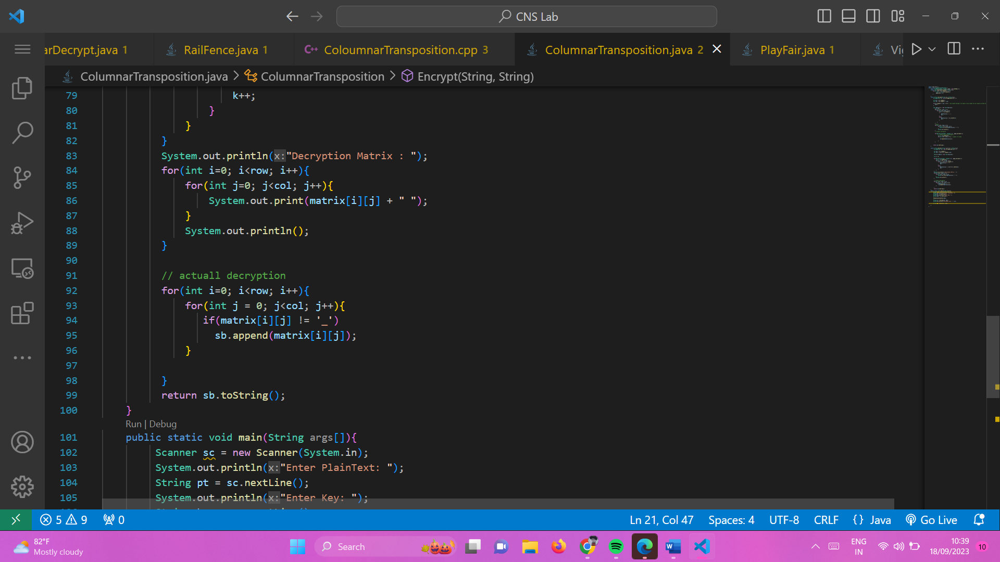 CNS Lab
arDecrypt.java 1
RailFence.java 1
ColoumnarTransposition.cpp 3
ColumnarTransposition.java 2
PlayFair.java 1
ColumnarTransposition.java > ColumnarTransposition > Encrypt(String, String)
79 k++;
80 }
81 }
82 }
83 System.out.println(x:"Decryption Matrix : ");
84 for(int i=0; i<row; i++){
85 for(int j=0; j<col; j++){
86 System.out.print(matrix[i][j] + " ");
87 }
88 System.out.println();
89 }
90
91 // actuall decryption
92 for(int i=0; i<row; i++){
93 for(int j = 0; j<col; j++){
94 if(matrix[i][j] != '_')
95 sb.append(matrix[i][j]);
96 }
97
98 }
99 return sb.toString();
100 }
Run | Debug
101 public static void main(String args[]){
102 Scanner sc = new Scanner(System.in);
103 System.out.println(x:"Enter PlainText: ");
104 String pt = sc.nextLine();
105 System.out.println(x:"Enter Key: ");
5 9 0
Ln 21, Col 47 Spaces: 4 UTF-8 CRLF {} Java Go Live
82°F
Mostly cloudy
Search
ENG
IN
10:39
18/09/2023
10